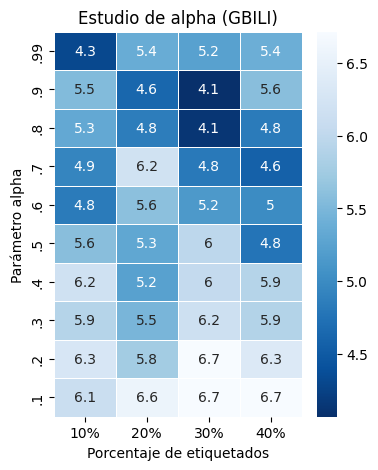 Estudio de alpha (GBILI)
Parámetro alpha
.99 4.3 5.4 5.2 5.4
.9 5.5 4.6 4.1 5.6
.8 5.3 4.8 4.1 4.8
.7 4.9 6.2 4.8 4.6
.6 4.8 5.6 5.2 5
.5 5.6 5.3 6 4.8
.4 6.2 5.2 6 5.9
.3 5.9 5.5 6.2 5.9
.2 6.3 5.8 6.7 6.3
.1 6.1 6.6 6.7 6.7
10% 20% 30% 40%
Porcentaje de etiquetados
6.5
6.0
5.5
5.0
4.5